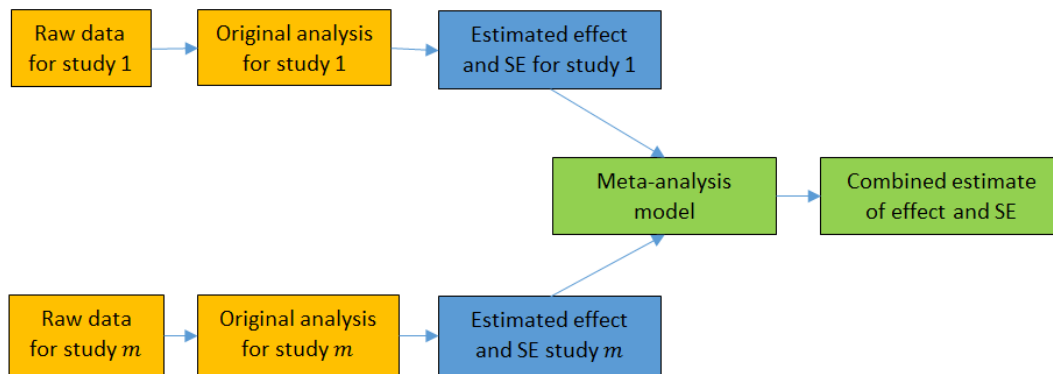 Raw data
for study 1
Original analysis
for study 1
Estimated effect
and SE for study 1
Meta-analysis
model
Combined estimate
of effect and SE
Raw data
for study m
Original analysis
for study m
Estimated effect
and SE study m